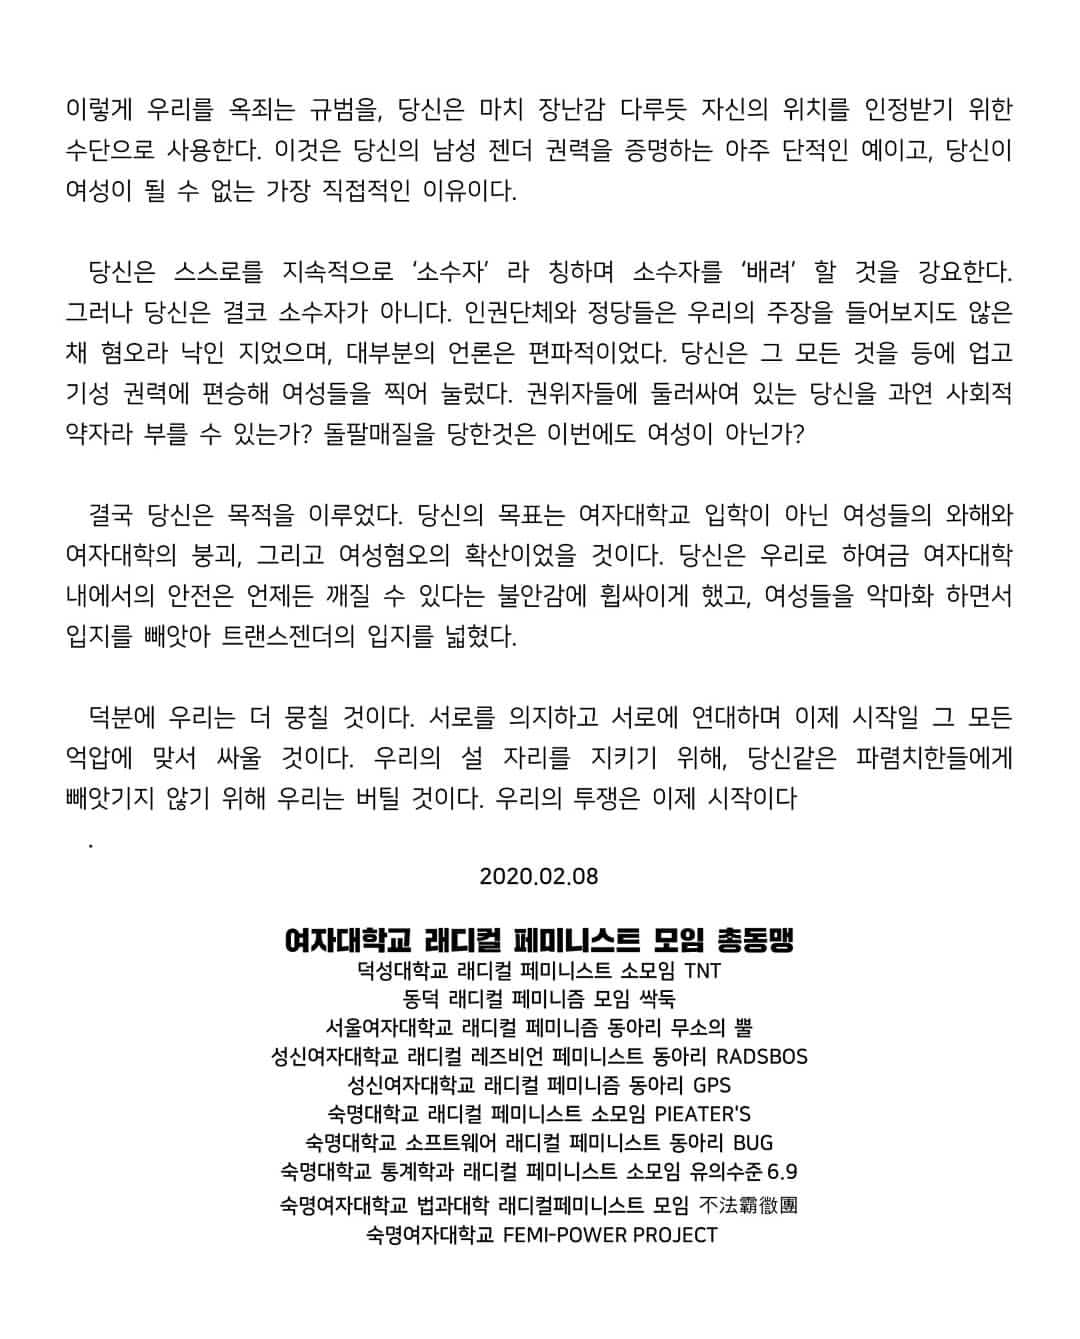 이렇게 우리를 옥죄는 규범을, 당신은 마치 장난감 다루듯 자신의 위치를 인정받기 위한
수단으로 사용한다. 이것은 당신의 남성 젠더 권력을 증명하는 아주 단적인 예이고, 당신이
여성이 될 수 없는 가장 직접적인 이유이다.
당신은 스스로를 지속적으로 ‘소수자’ 라 칭하며 소수자를 ‘배려’ 할 것을 강요한다.
그러나 당신은 결코 소수자가 아니다. 인권단체와 정당들은 우리의 주장을 들어보지도 않은
채 혐오라 낙인 지었으며, 대부분의 언론은 편파적이었다. 당신은 그 모든 것을 등에 업고
기성 권력에 편승해 여성들을 찍어 눌렀다. 권위자들에 둘러싸여 있는 당신을 과연 사회적
약자라 부를 수 있는가? 돌팔매질을 당한것은 이번에도 여성이 아닌가?
결국 당신은 목적을 이루었다. 당신의 목표는 여자대학교 입학이 아닌 여성들의 와해와
여자대학의 붕괴, 그리고 여성혐오의 확산이었을 것이다. 당신은 우리로 하여금 여자대학
내에서의 안전은 언제든 깨질 수 있다는 불안감에 휩싸이게 했고, 여성들을 악마화 하면서
입지를 빼앗아 트랜스젠더의 입지를 넓혔다.
덕분에 우리는 더 뭉칠 것이다. 서로를 의지하고 서로에 연대하며 이제 시작일 그 모든
억압에 맞서 싸울 것이다. 우리의 설 자리를 지키기 위해, 당신같은 파렴치한들에게
빼앗기지 않기 위해 우리는 버틸 것이다. 우리의 투쟁은 이제 시작이다
.
2020.02.08
여자대학교 래디컬 페미니스트 모임 총동맹
덕성대학교 래디컬 페미니스트 소모임 TNT
동덕 래디컬 페미니즘 모임 싹둑
서울여자대학교 래디컬 페미니즘 동아리 무소의 뿔
성신여자대학교 래디컬 레즈비언 페미니스트 동아리 RADSBOS
성신여자대학교 래디컬 페미니즘 동아리 GPS
숙명대학교 래디컬 페미니스트 소모임 PIEATER'S
숙명대학교 소프트웨어 래디컬 페미니스트 동아리 BUG
숙명대학교 통계학과 래디컬 페미니스트 소모임 유의수준 6.9
숙명여자대학교 법과대학 래디컬페미니스트 모임 不法霸徵團
숙명여자대학교 FEMI-POWER PROJECT